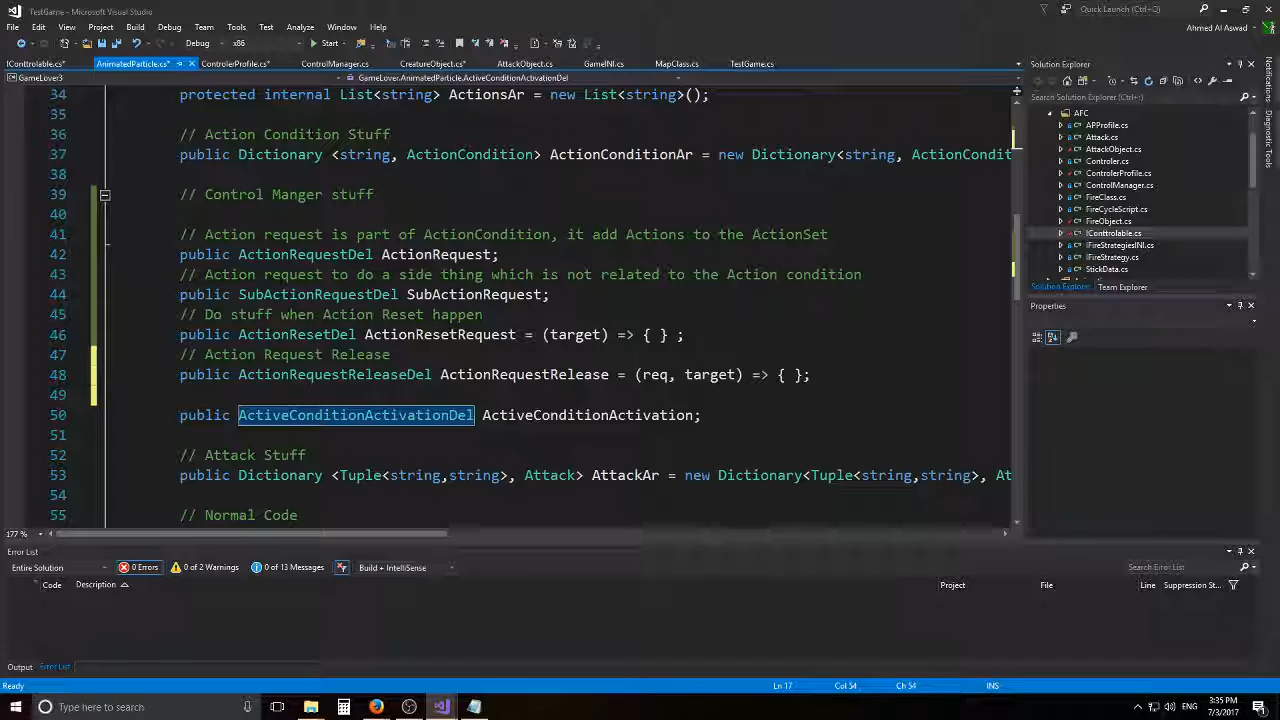 TestGame - Microsoft Visual Studio
Quick Launch (Ctrl+Q)
File Edit View Project Build Debug Team Tools Test Analyze Window Help
Ahmed Al Aswad
Debug x86 Start
IControlable.cs* AnimatedParticle.cs* ControlerProfile.cs* ControlManager.cs CreatureObject.cs* AttackObject.cs GameINI.cs MapClass.cs TestGame.cs
GameLover3 GameLover.AnimatedParticle.ActiveConditionActivationDel
34 protected internal List<string> ActionsAr = new List<string>();
35
36 // Action Condition Stuff
37 public Dictionary <string, ActionCondition> ActionConditionAr = new Dictionary<string, ActionCondit
38
39 // Control Manger stuff
40
41 // Action request is part of ActionCondition, it add Actions to the ActionSet
42 public ActionRequestDel ActionRequest;
43 // Action request to do a side thing which is not related to the Action condition
44 public SubActionRequestDel SubActionRequest;
45 // Do stuff when Action Reset happen
46 public ActionResetDel ActionResetRequest = (target) => { } ;
47 // Action Request Release
48 public ActionRequestReleaseDel ActionRequestRelease = (req, target) => { };
49
50 public ActiveConditionActivationDel ActiveConditionActivation;
51
52 // Attack Stuff
53 public Dictionary <Tuple<string,string>, Attack> AttackAr = new Dictionary<Tuple<string,string>, At
54
55 // Normal Code
177 %
Solution Explorer
Search Solution Explorer (Ctrl+;)
AFC
APProfile.cs
Attack.cs
AttackObject.cs
Controler.cs
ControlerProfile.cs
ControlManager.cs
FireClass.cs
FireCycleScript.cs
FireObject.cs
IConttrolable.cs
IFireStrategiesINI.cs
IFireStrategy.cs
StickData.cs
Solution Explorer Team Explorer
Properties
Notifications
Diagnostic Tools
Error List
Entire Solution 0 Errors 0 of 2 Warnings 0 of 13 Messages Build + IntelliSense
Search Error List
Code Description Project File Line Suppression St...
Output Error List
Ready Ln 17 Col 54 Ch 54 INS
Type here to search
ENG
3:35 PM
7/3/2017